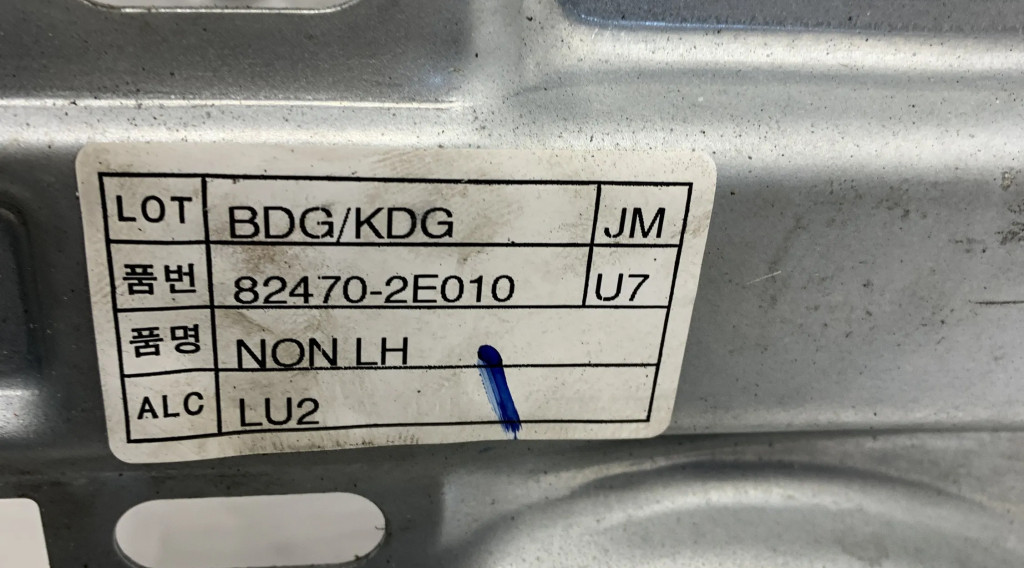 LOT BDG/KDG JM
품번 82470-2E010 U7
품명 NON LH
ALC LU2